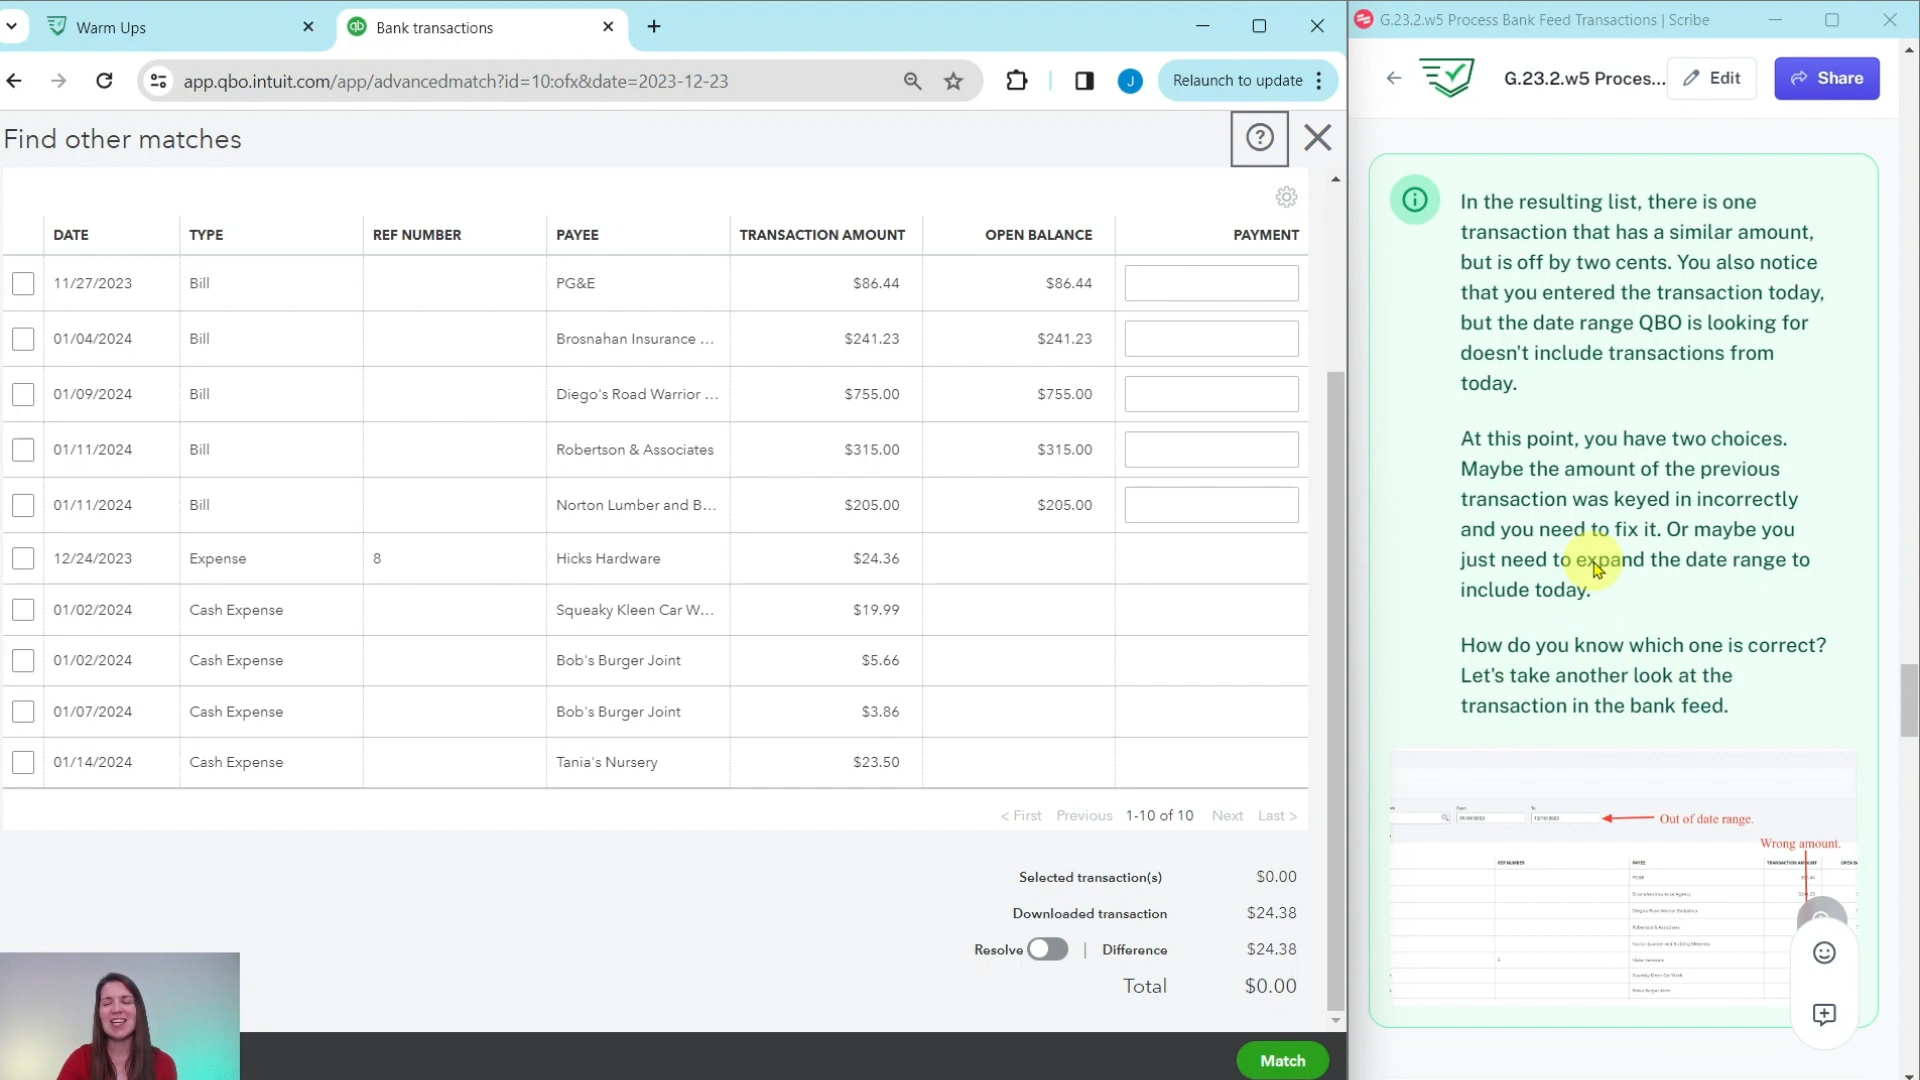 Warm Ups
Bank transactions
G.23.2.w5 Process Bank Feed Transactions | Scribe
app.qbo.intuit.com/app/advancedmatch?id=10:ofx&date=2023-12-23
J
Relaunch to update
G.23.2.w5 Proces...
Edit
Share
Find other matches
DATE TYPE REF NUMBER PAYEE TRANSACTION AMOUNT OPEN BALANCE PAYMENT
11/27/2023 Bill PG&E $86.44 $86.44
01/04/2024 Bill Brosnahan Insurance ... $241.23 $241.23
01/09/2024 Bill Diego's Road Warrior ... $755.00 $755.00
01/11/2024 Bill Robertson & Associates $315.00 $315.00
01/11/2024 Bill Norton Lumber and B... $205.00 $205.00
12/24/2023 Expense 8 Hicks Hardware $24.36
01/02/2024 Cash Expense Squeaky Kleen Car W... $19.99
01/02/2024 Cash Expense Bob's Burger Joint $5.66
01/07/2024 Cash Expense Bob's Burger Joint $3.86
01/14/2024 Cash Expense Tania's Nursery $23.50
< First Previous 1-10 of 10 Next Last >
Selected transaction(s) $0.00
Downloaded transaction $24.38
Resolve | Difference $24.38
Total $0.00
Match
In the resulting list, there is one
transaction that has a similar amount,
but is off by two cents. You also notice
that you entered the transaction today,
but the date range QBO is looking for
doesn't include transactions from
today.
At this point, you have two choices.
Maybe the amount of the previous
transaction was keyed in incorrectly
and you need to fix it. Or maybe you
just need to expand the date range to
include today.
How do you know which one is correct?
Let's take another look at the
transaction in the bank feed.
Out of date range.
Wrong amount.
REF NUMBER PAYEE